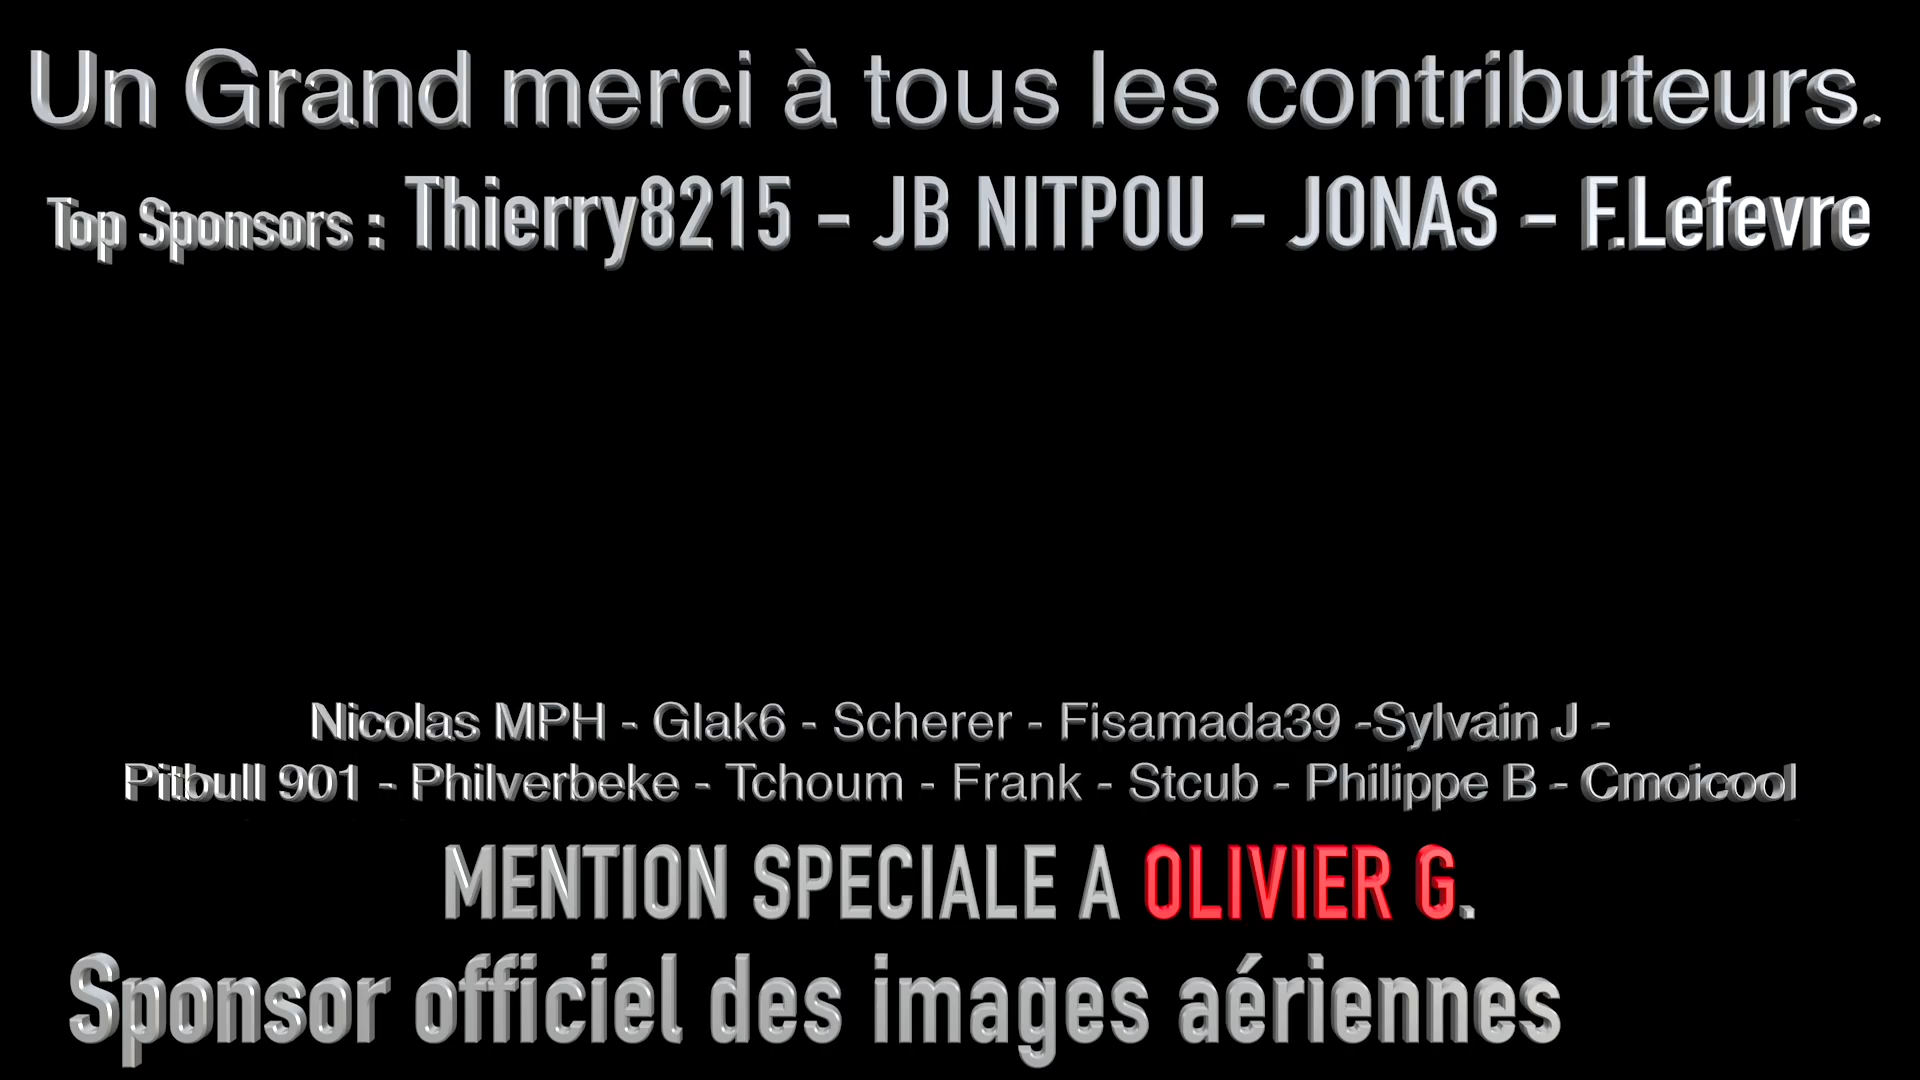 Un Grand merci à tous les contributeurs.
Top Sponsors : Thierry8215 – JB NITPOU – JONAS – F.Lefevre
Nicolas MPH - Glak6 - Scherer - Fisamada39 -Sylvain J -
Pitbull 901 - Philverbeke - Tchoum - Frank - Stcub - Philippe B - Cmoicool
MENTION SPECIALE A OLIVIER G.
Sponsor officiel des images aériennes